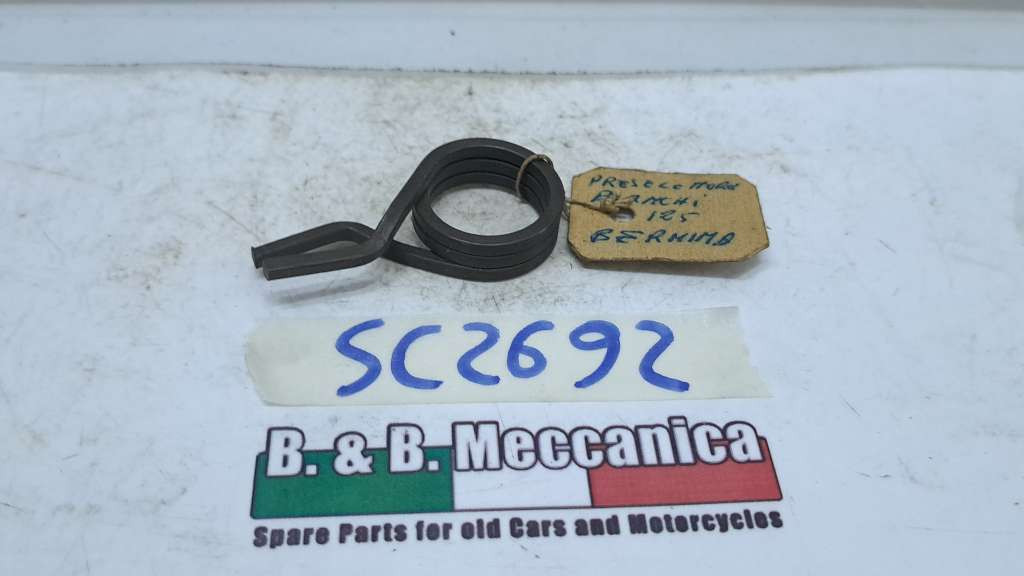 PRESELETTORE
BIANCHI
125
BERNINA
SC2692
B. & B. Meccanica
Spare Parts for old Cars and Motorcycles